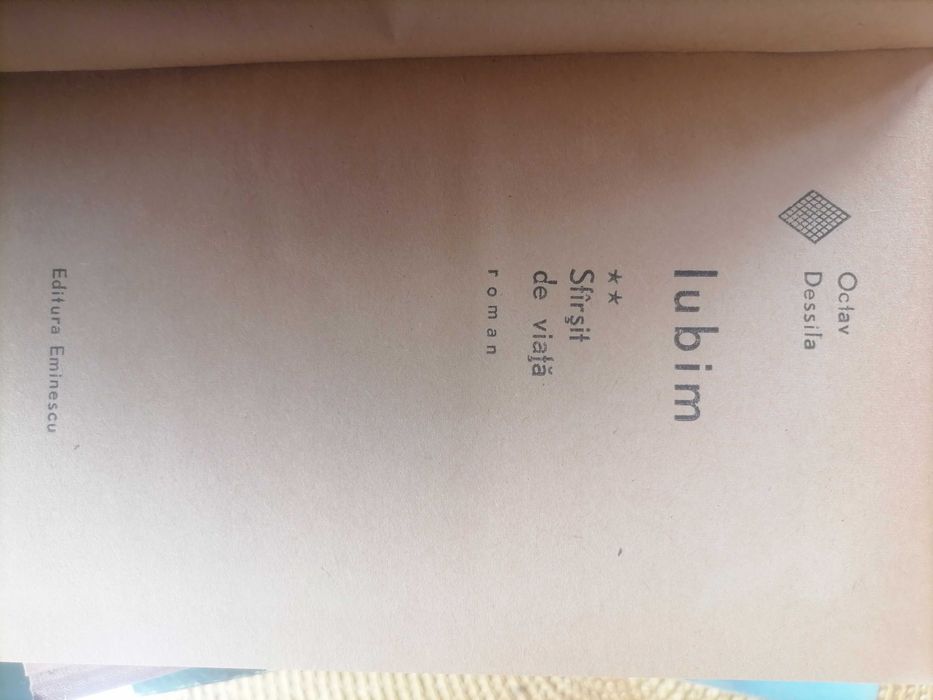 Octav
Dessila
Iubim
**
Sfîrşit
de viaţă
roman
Editura Eminescu